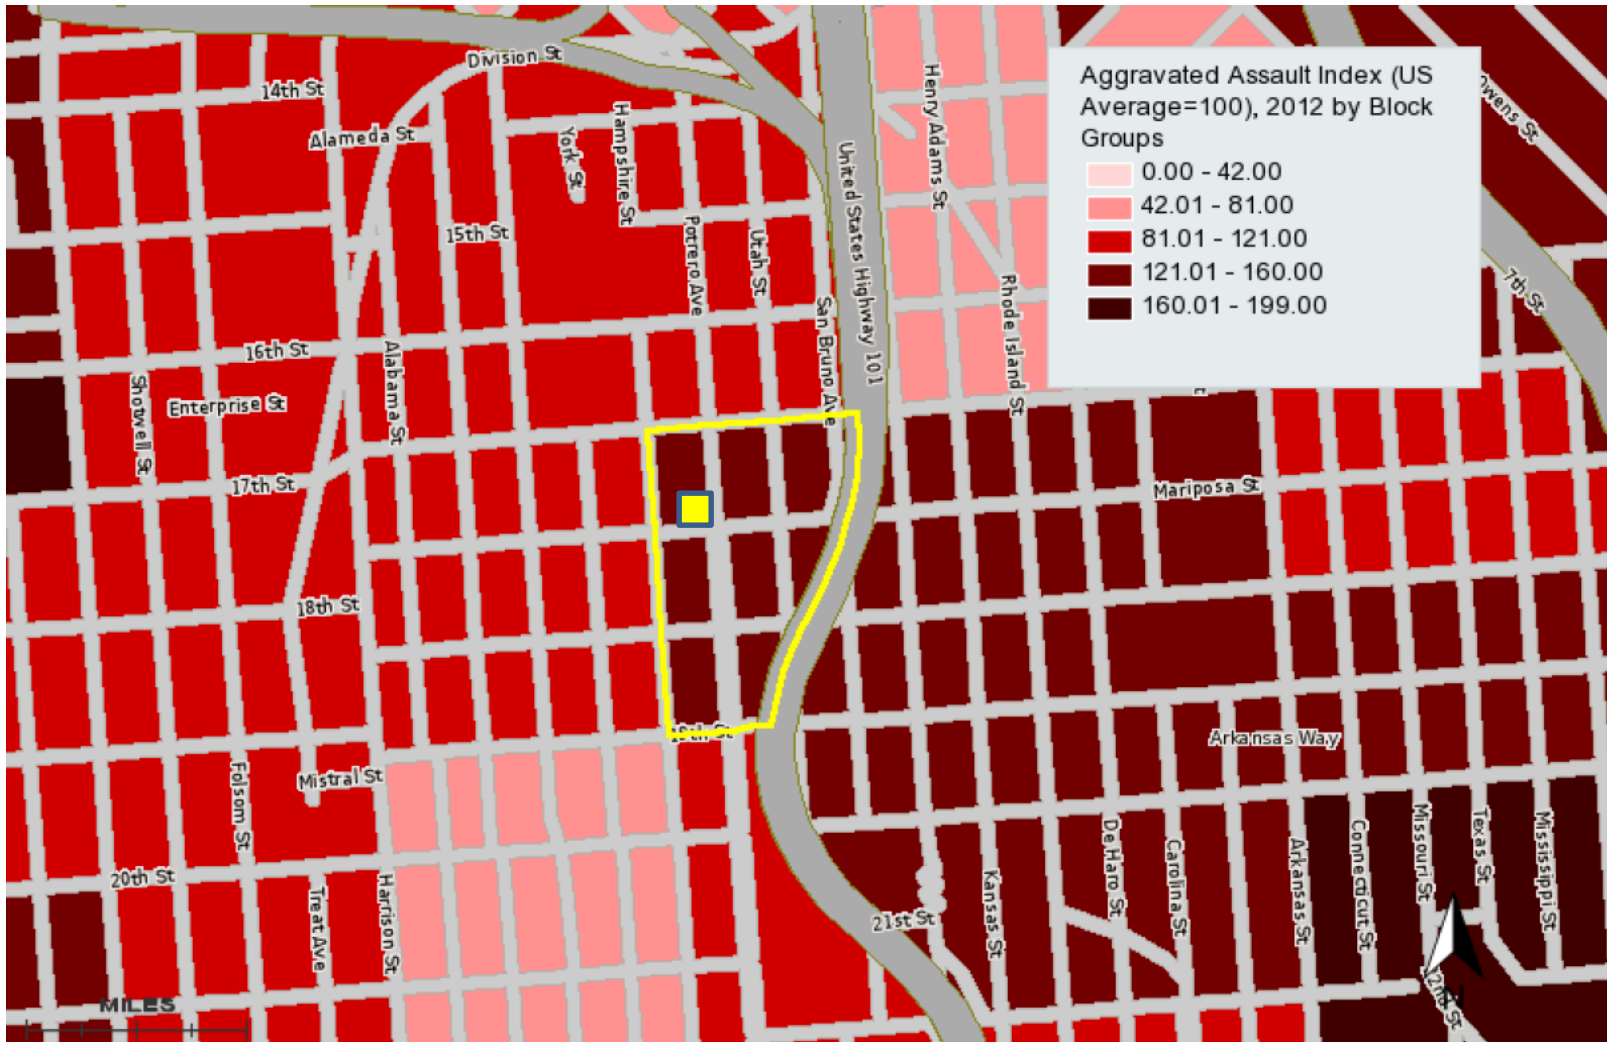 Division St
14th St
Alameda St
York St
Hampshire St
Henry Adams St
United States Highway 101
Aggravated Assault Index (US
Average=100), 2012 by Block
Groups
0.00 - 42.00
42.01 - 81.00
81.01 - 121.00
121.01 - 160.00
160.01 - 199.00
15th St
Potrero Ave
Utah St
San Bruno Ave
Rhode Island St
7th St
16th St
Alabama St
Shotwell St
Enterprise St
17th St
Mariposa St
18th St
19th St
Arkansas Way
Folsom St
Mistral St
20th St
Treat Ave
Harrison St
21st St
Kansas St
De Haro St
Carolina St
Arkansas St
Connecticut St
Missouri St
Texas St
Mississippi St
MILES
N